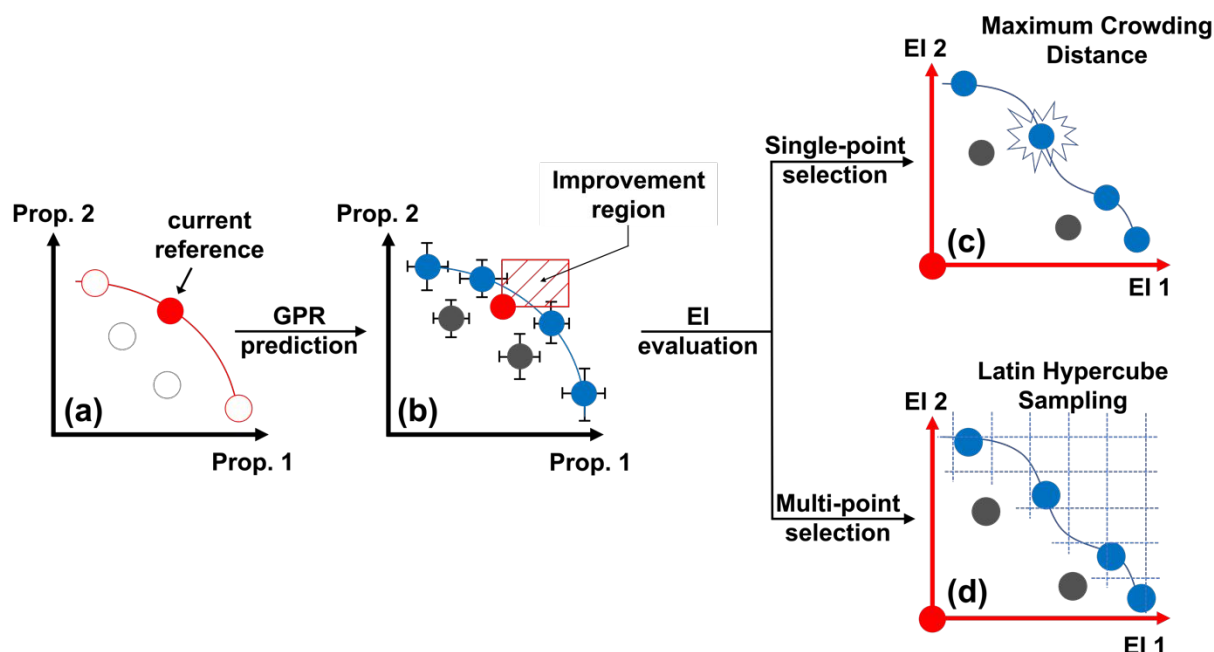 Prop. 2
current
reference
(a)
Prop. 1
GPR
prediction
Prop. 2
Improvement
region
(b)
Prop. 1
EI
evaluation
Single-point
selection
Multi-point
selection
Maximum Crowding
Distance
EI 2
(c)
EI 1
Latin Hypercube
Sampling
EI 2
(d)
EI 1